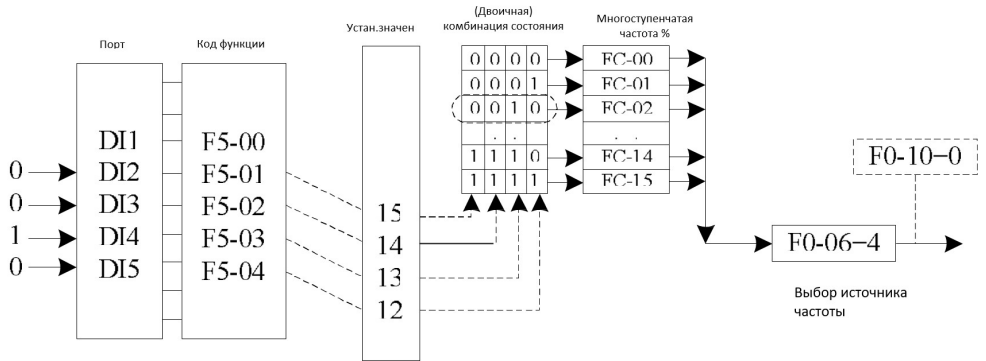 Порт
Код функции
Устан.значен
(Двоичная)
комбинация состояния
Многоступенчатая
частота %
0 0 0 0 FC-00
0 0 0 1 FC-01
0 0 1 0 FC-02
. . . .
1 1 1 0 FC-14
1 1 1 1 FC-15
DI1 F5-00
0 DI2 F5-01
0 DI3 F5-02
1 DI4 F5-03
0 DI5 F5-04
15
14
13
12
F0-10-0
F0-06-4
Выбор источника
частоты